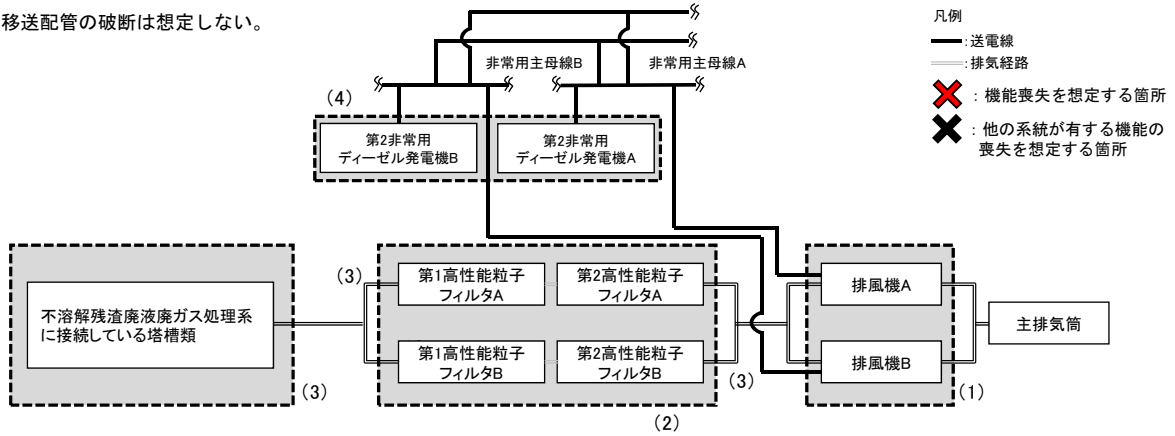 移送配管の破断は想定しない。
凡例
：送電線
：排気経路
：機能喪失を想定する箇所
：他の系統が有する機能の
喪失を想定する箇所
非常用主母線B
非常用主母線A
(4)
第2非常用
ディーゼル発電機B
第2非常用
ディーゼル発電機A
不溶解残渣廃液廃ガス処理系
に接続している塔槽類
(3)
(3)
第1高性能粒子
フィルタA
第2高性能粒子
フィルタA
第1高性能粒子
フィルタB
第2高性能粒子
フィルタB
(3)
(2)
排風機A
排風機B
(1)
主排気筒